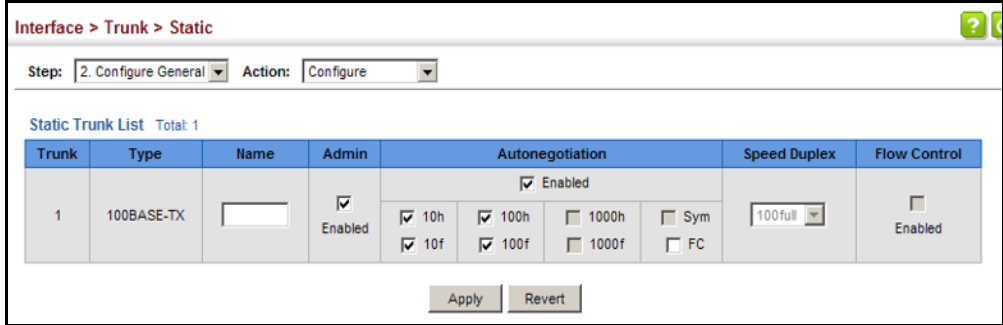 Interface > Trunk > Static
?
Step: 2. Configure General Action: Configure
Static Trunk List Total: 1
Trunk Type Name Admin Autonegotiation Speed Duplex Flow Control
Enabled
1 100BASE-TX Enabled 10h 100h 1000h Sym 100full Enabled
10f 100f 1000f FC
Apply Revert